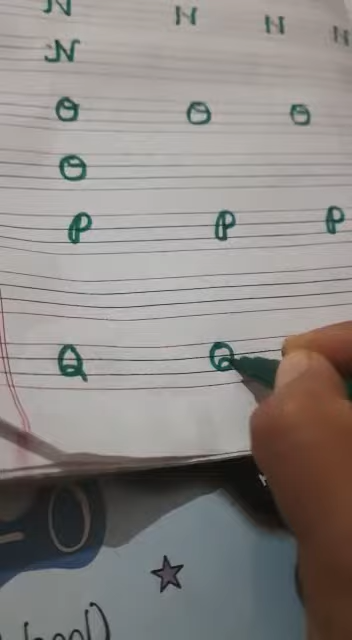 N N N N
N
O O O
O
P P P
Q Q